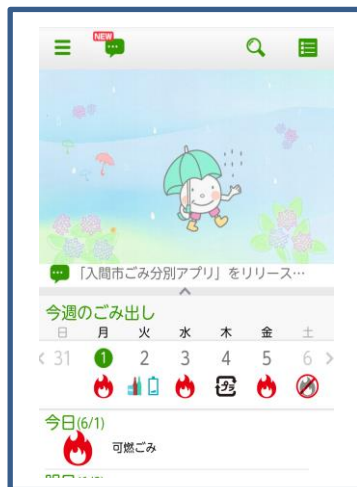 NEW
「入間市ごみ分別アプリ」をリリース…
今週のごみ出し
日 月 火 水 木 金 土
31 1 2 3 4 5 6
プラ
今日(6/1)
可燃ごみ